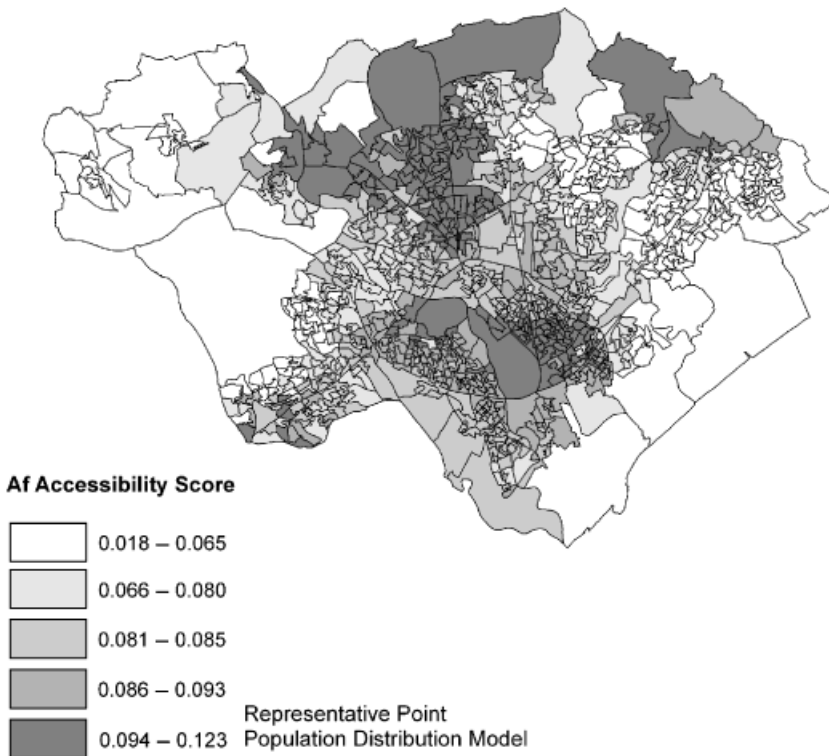 Af Accessibility Score
0.018 – 0.065
0.066 – 0.080
0.081 – 0.085
0.086 – 0.093
0.094 – 0.123
Representative Point
Population Distribution Model